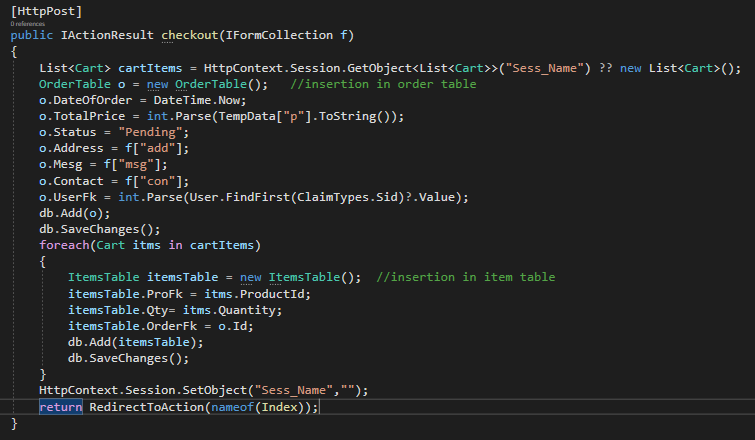 [HttpPost]
0 references
public IActionResult checkout(IFormCollection f)
{
    List<Cart> cartItems = HttpContext.Session.GetObject<List<Cart>>("Sess_Name") ?? new List<Cart>();
    OrderTable o = new OrderTable();   //insertion in order table
    o.DateOfOrder = DateTime.Now;
    o.TotalPrice = int.Parse(TempData["p"].ToString());
    o.Status = "Pending";
    o.Address = f["add"];
    o.Mesg = f["msg"];
    o.Contact = f["con"];
    o.UserFk = int.Parse(User.FindFirst(ClaimTypes.Sid)?.Value);
    db.Add(o);
    db.SaveChanges();
    foreach(Cart itms in cartItems)
    {
        ItemsTable itemsTable = new ItemsTable();  //insertion in item table
        itemsTable.ProFk = itms.ProductId;
        itemsTable.Qty= itms.Quantity;
        itemsTable.OrderFk = o.Id;
        db.Add(itemsTable);
        db.SaveChanges();
    }
    HttpContext.Session.SetObject("Sess_Name","");
    return RedirectToAction(nameof(Index));
}